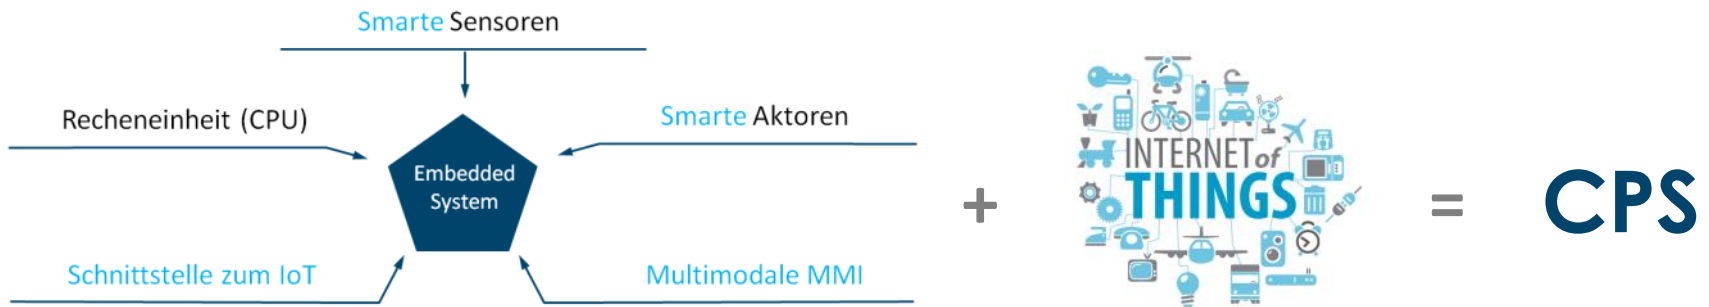 Smarte Sensoren
Recheneinheit (CPU)
Smarte Aktoren
Embedded
System
Schnittstelle zum IoT
Multimodale MMI
+
INTERNET of
THINGS
=
CPS